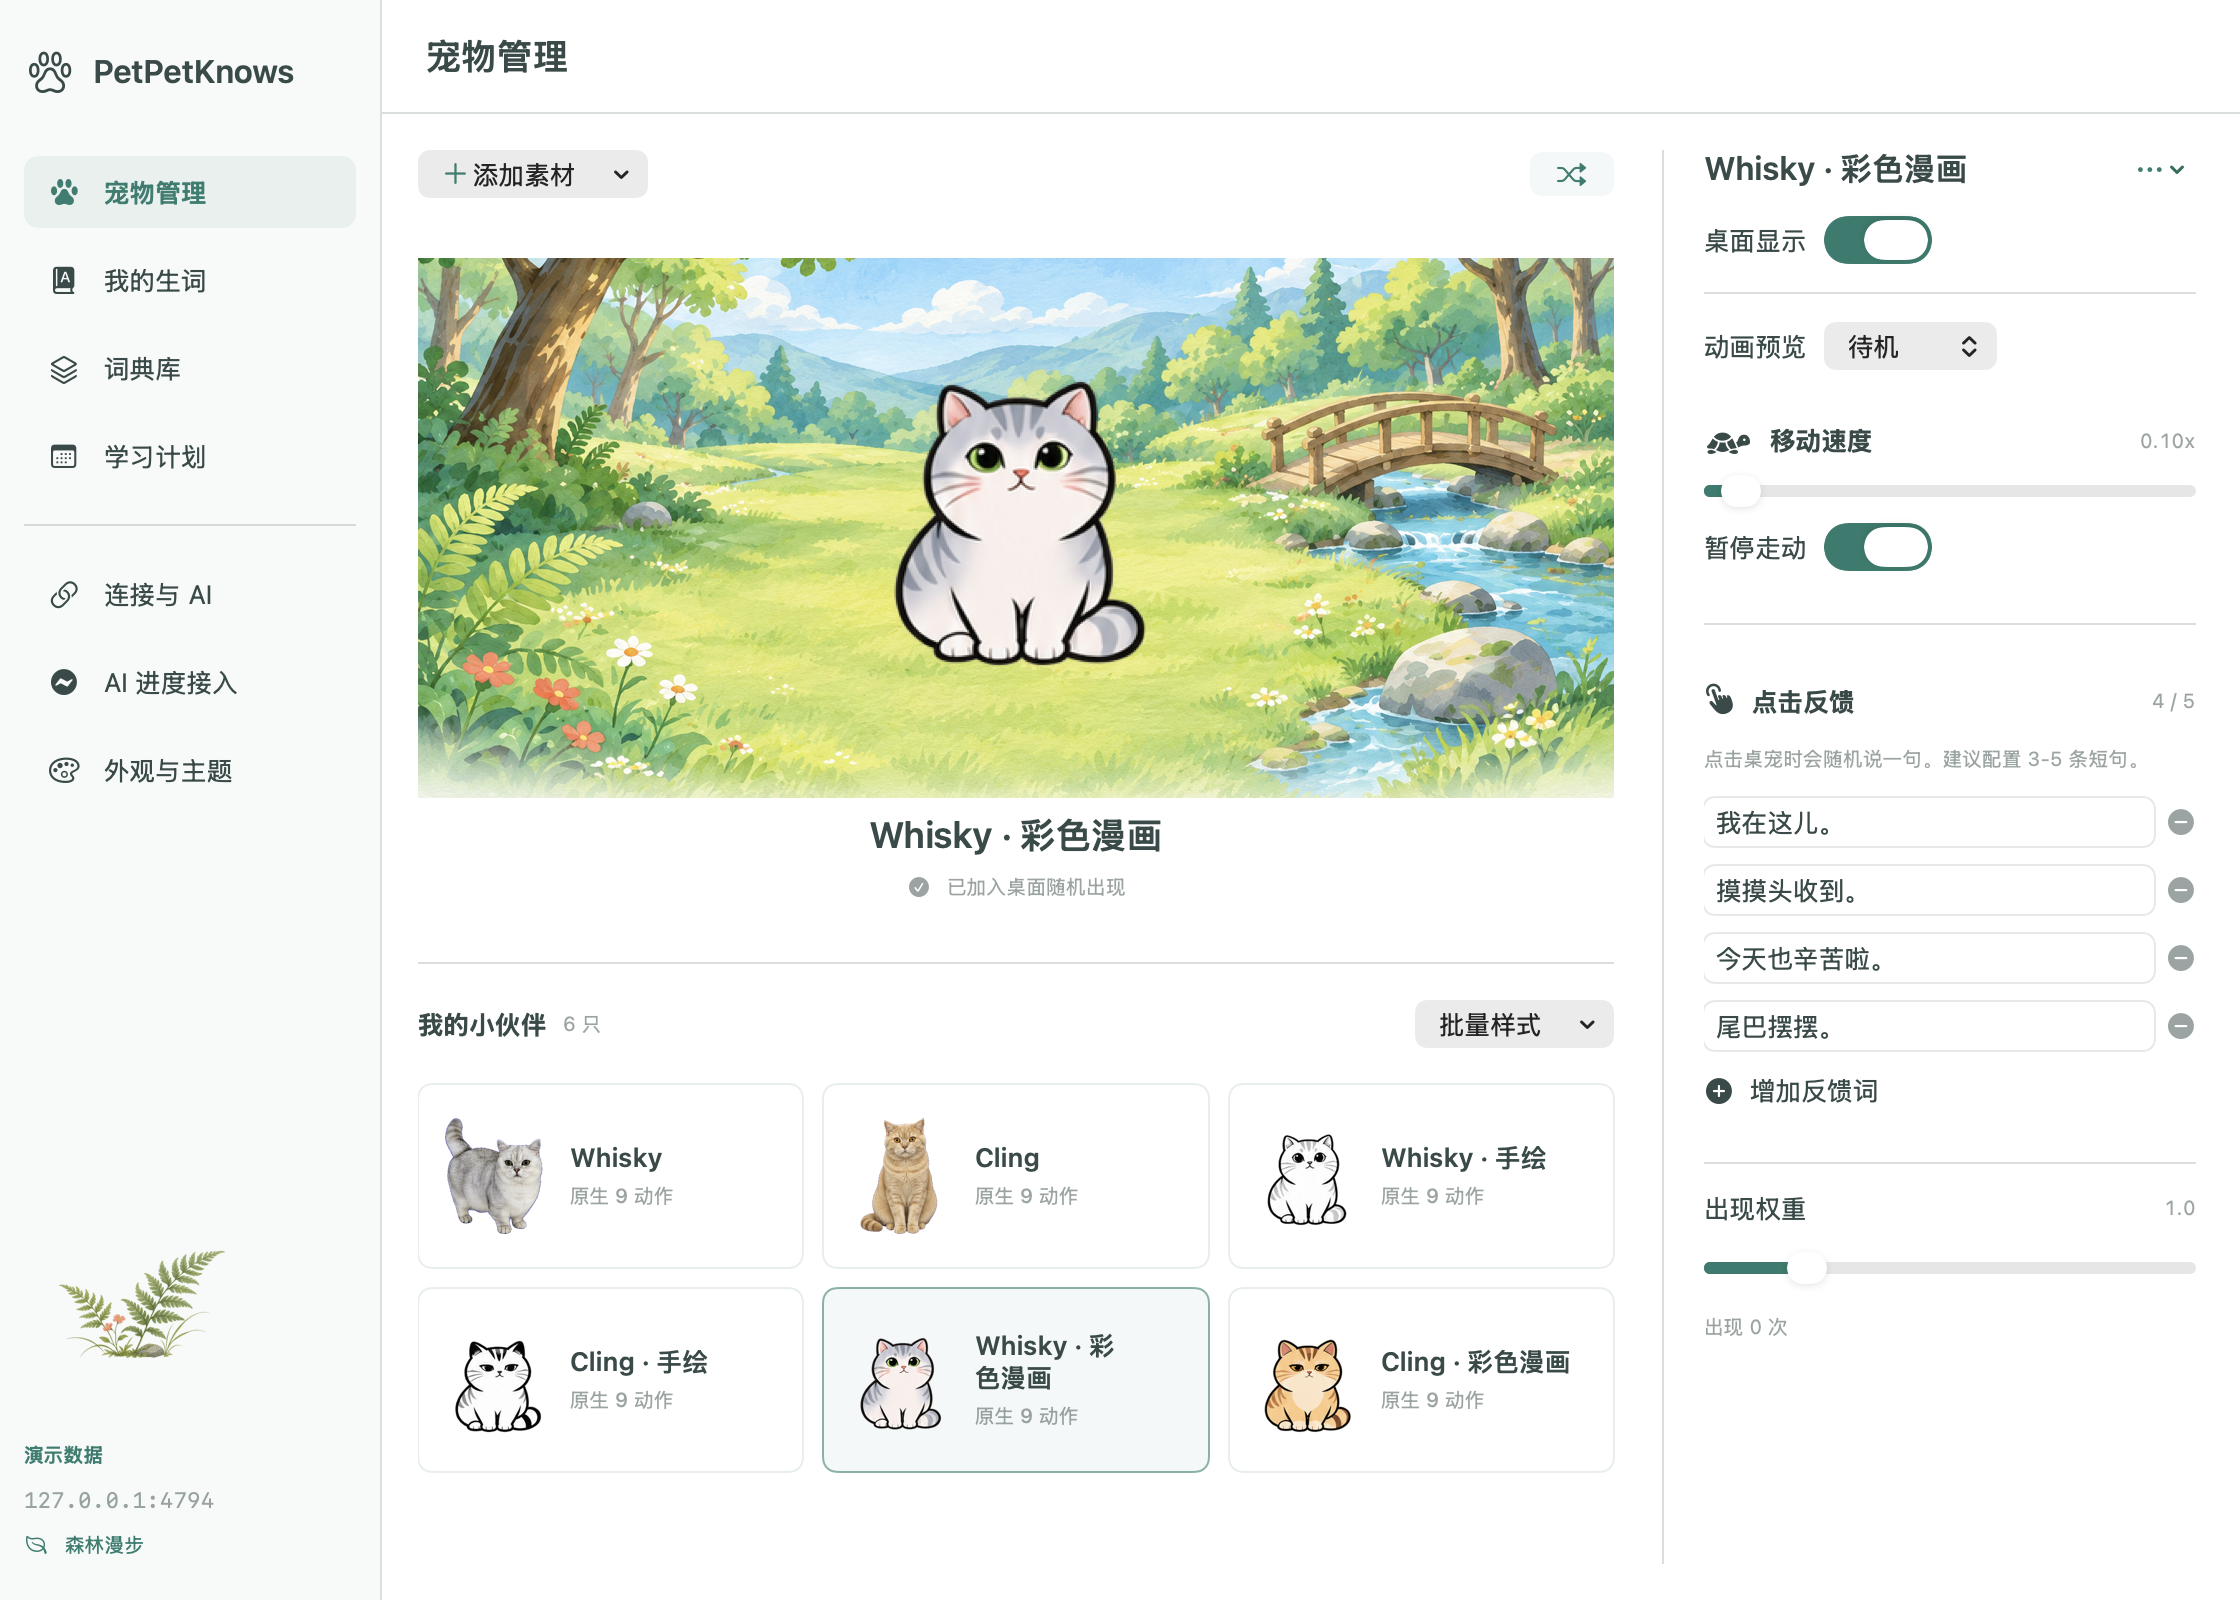 PetPetKnows
宠物管理
我的生词
词典库
学习计划
连接与 AI
AI 进度接入
外观与主题
演示数据
127.0.0.1:4794
森林漫步
宠物管理
添加素材
Whisky · 彩色漫画
已加入桌面随机出现
我的小伙伴 6 只
批量样式
Whisky
原生 9 动作
Cling
原生 9 动作
Whisky · 手绘
原生 9 动作
Cling · 手绘
原生 9 动作
Whisky · 彩
色漫画
原生 9 动作
Cling · 彩色漫画
原生 9 动作
Whisky · 彩色漫画
桌面显示
动画预览 待机
移动速度 0.10x
暂停走动
点击反馈 4 / 5
点击桌宠时会随机说一句。建议配置 3-5 条短句。
我在这儿。
摸摸头收到。
今天也辛苦啦。
尾巴摆摆。
增加反馈词
出现权重 1.0
出现 0 次